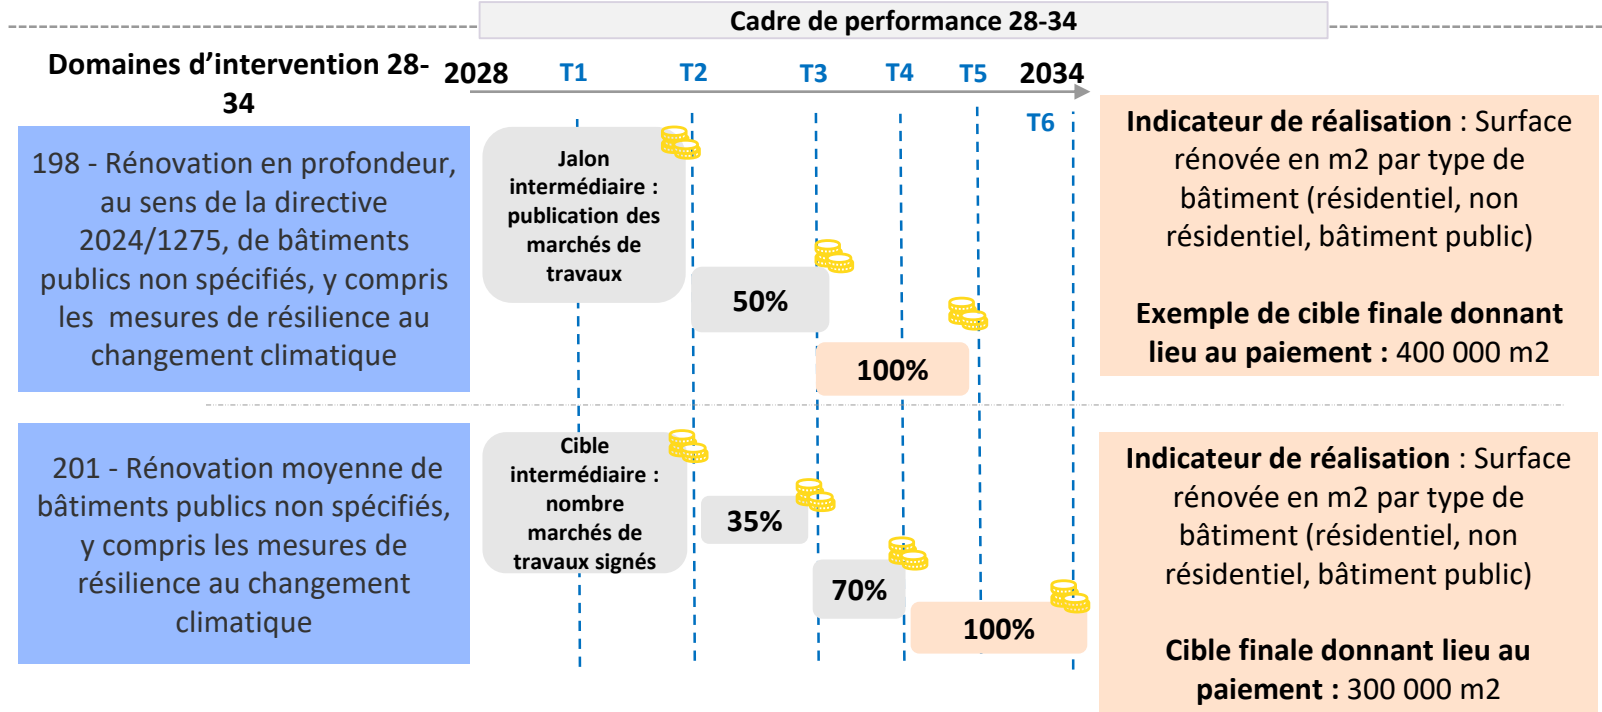 Cadre de performance 28-34
Domaines d’intervention 28-
34
2028
T1
T2
T3
T4
T5
2034
T6
198 - Rénovation en profondeur,
au sens de la directive
2024/1275, de bâtiments
publics non spécifiés, y compris
les mesures de résilience au
changement climatique
Jalon
intermédiaire :
publication des
marchés de
travaux
50%
100%
Indicateur de réalisation : Surface
rénovée en m2 par type de
bâtiment (résidentiel, non
résidentiel, bâtiment public)
Exemple de cible finale donnant
lieu au paiement : 400 000 m2
201 - Rénovation moyenne de
bâtiments publics non spécifiés,
y compris les mesures de
résilience au changement
climatique
Cible
intermédiaire :
nombre
marchés de
travaux signés
35%
70%
100%
Indicateur de réalisation : Surface
rénovée en m2 par type de
bâtiment (résidentiel, non
résidentiel, bâtiment public)
Cible finale donnant lieu au
paiement : 300 000 m2